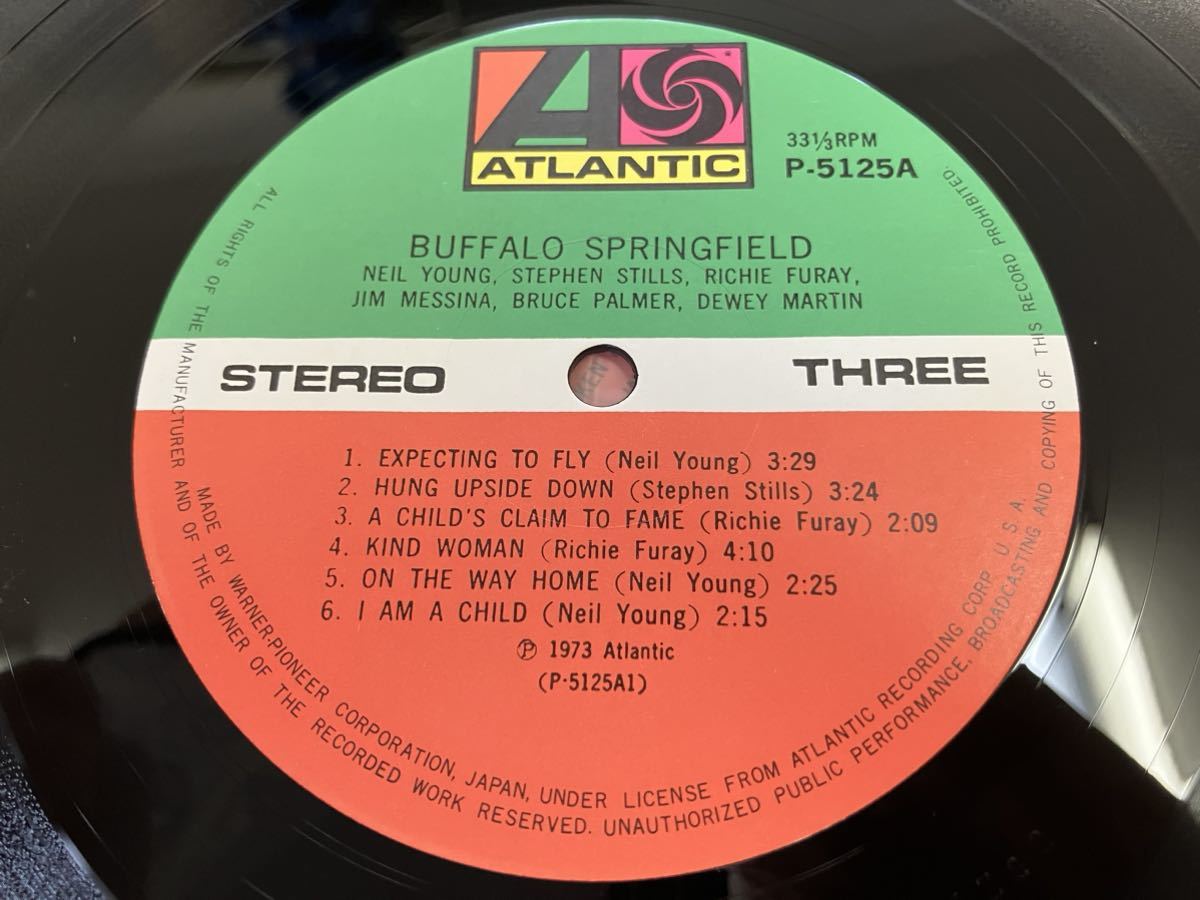 ATLANTIC
33⅓ RPM
P-5125A
BUFFALO SPRINGFIELD
NEIL YOUNG, STEPHEN STILLS, RICHIE FURAY,
JIM MESSINA, BRUCE PALMER, DEWEY MARTIN
STEREO
THREE
1. EXPECTING TO FLY (Neil Young) 3:29
2. HUNG UPSIDE DOWN (Stephen Stills) 3:24
3. A CHILD'S CLAIM TO FAME (Richie Furay) 2:09
4. KIND WOMAN (Richie Furay) 4:10
5. ON THE WAY HOME (Neil Young) 2:25
6. I AM A CHILD (Neil Young) 2:15
Ⓟ 1973 Atlantic
(P·5125A1)
MADE BY WARNER-PIONEER CORPORATION, JAPAN, UNDER LICENSE FROM ATLANTIC RECORDING CORP. U.S.A.
ALL RIGHTS OF THE MANUFACTURER AND OF THE OWNER OF THE RECORDED WORK RESERVED. UNAUTHORIZED PUBLIC PERFORMANCE, BROADCASTING AND COPYING OF THIS RECORD PROHIBITED.